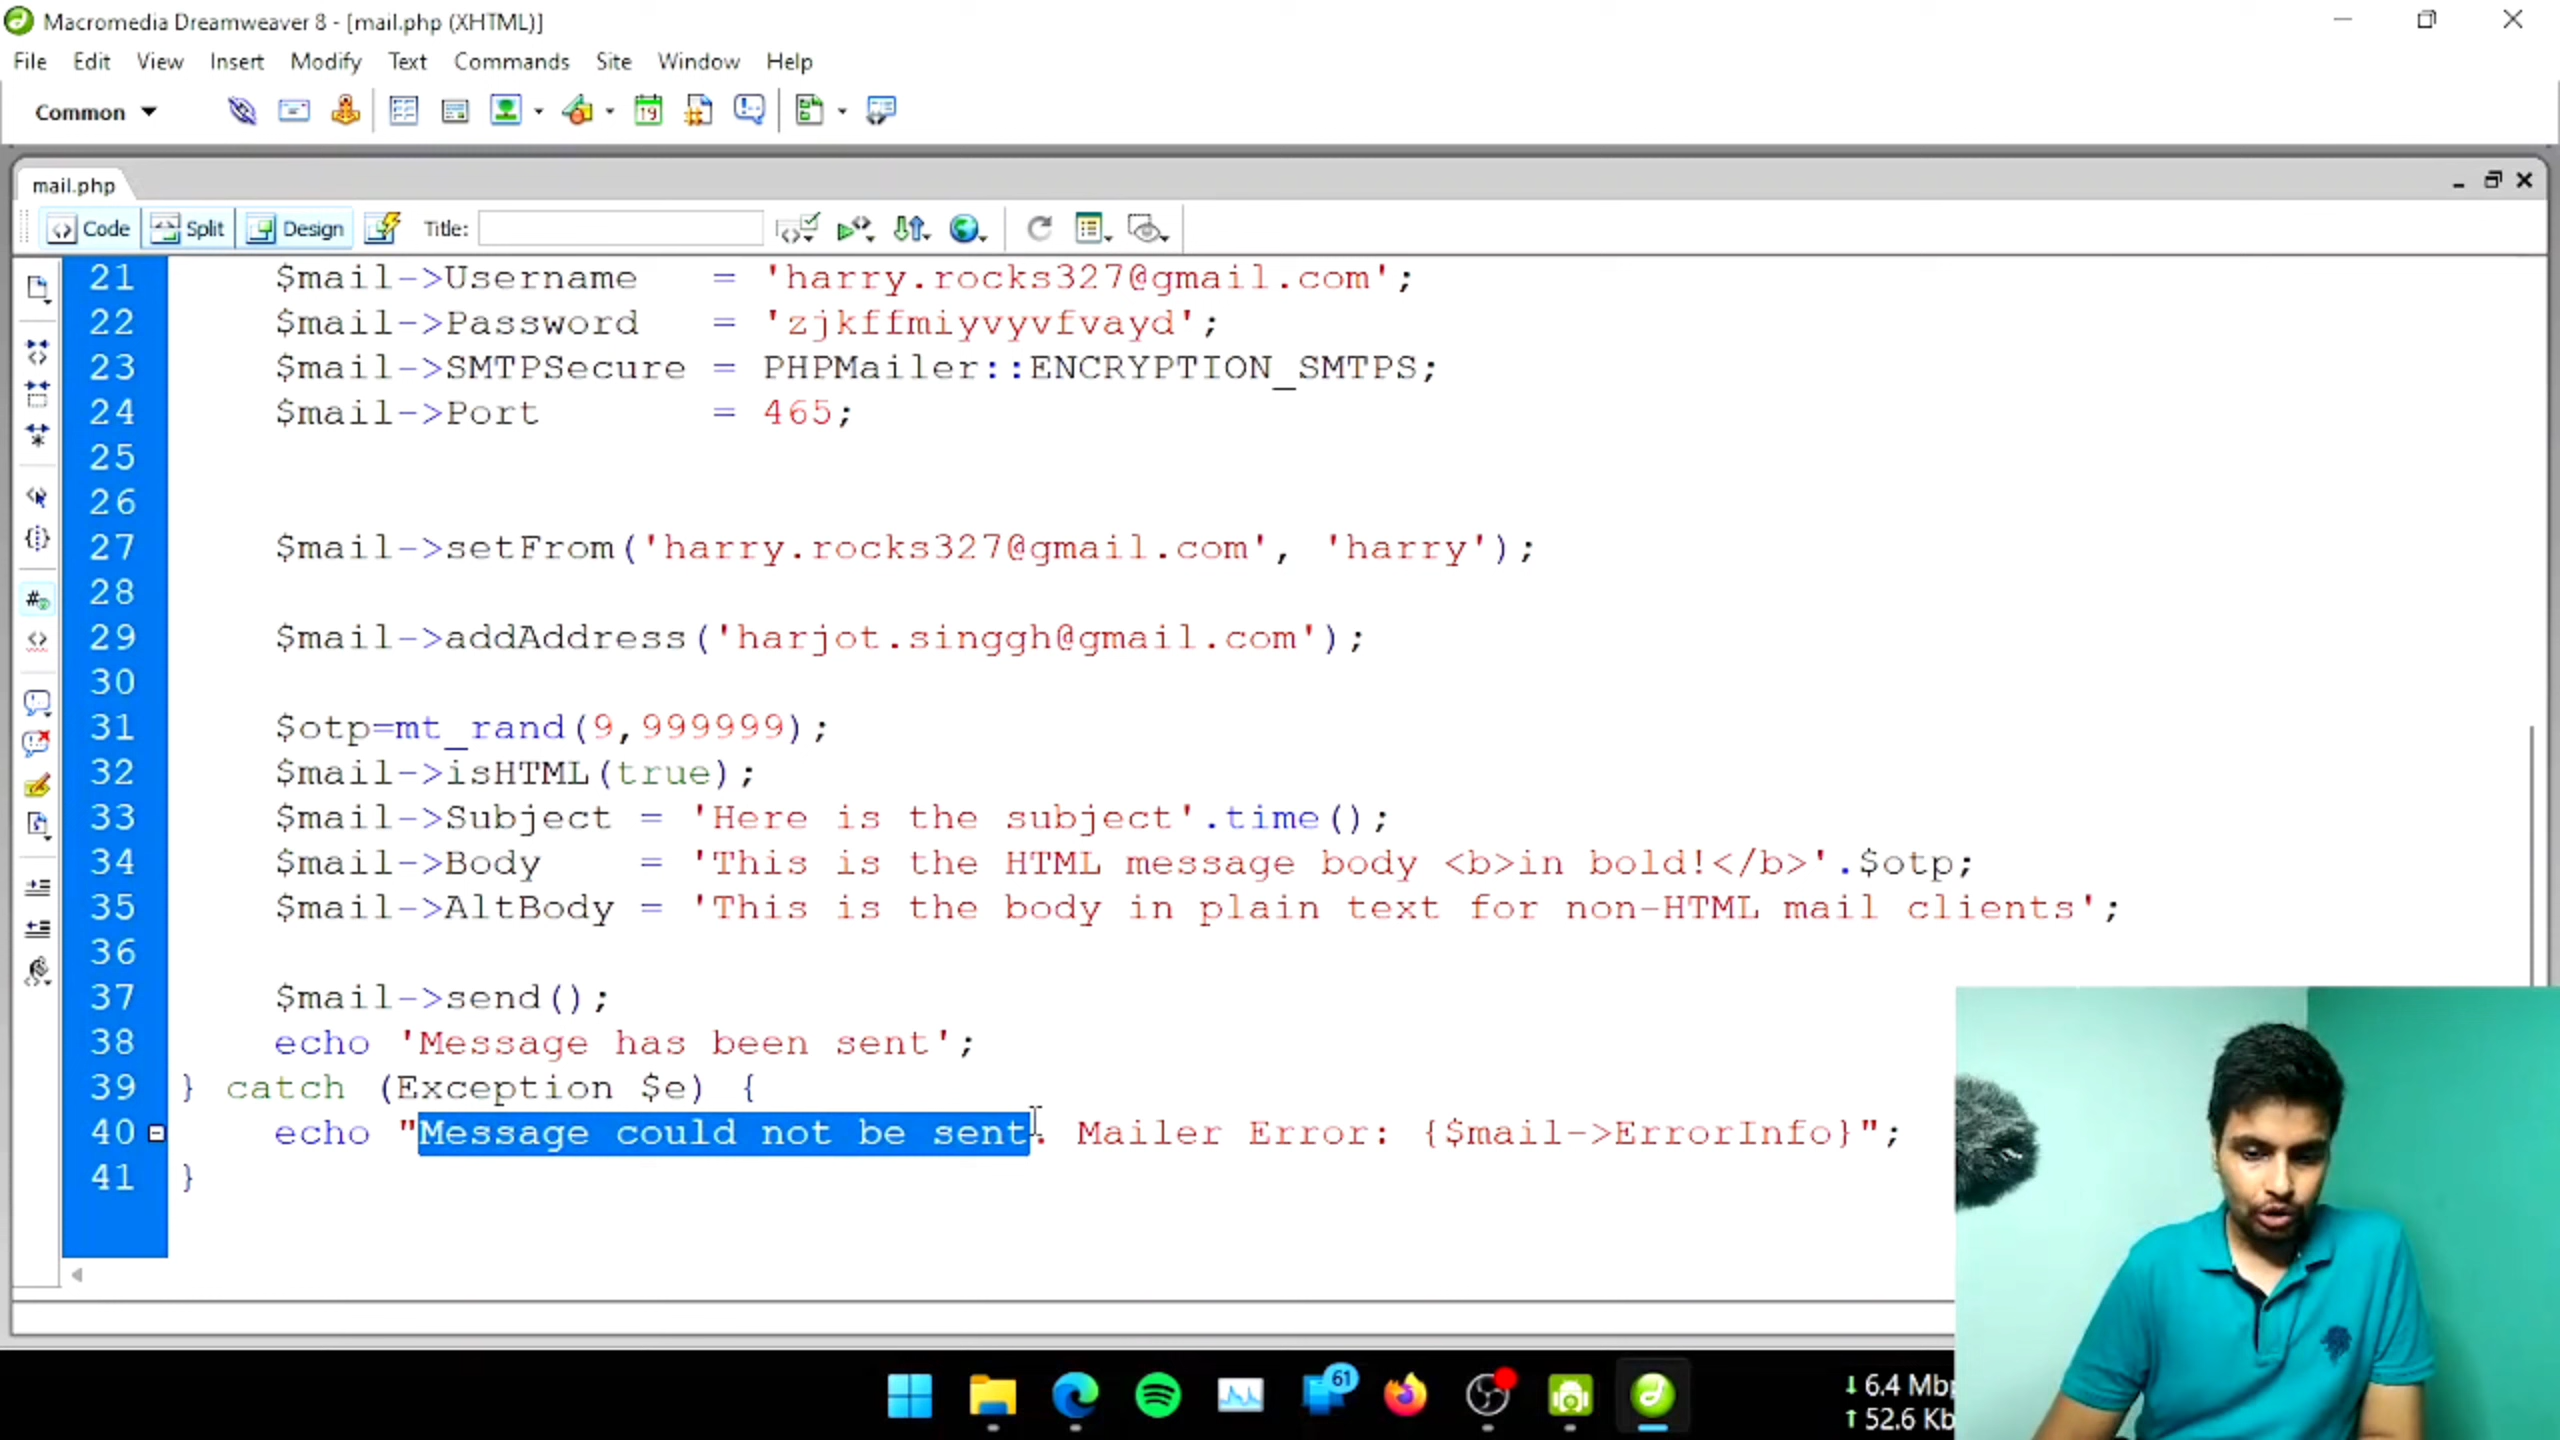 Macromedia Dreamweaver 8 - [mail.php (XHTML)]
File Edit View Insert Modify Text Commands Site Window Help
Common
19
mail.php
Code Split Design Title:
21 $mail->Username = 'harry.rocks327@gmail.com';
22 $mail->Password = 'zjkffmiyvyvfvayd';
23 $mail->SMTPSecure = PHPMailer::ENCRYPTION_SMTPS;
24 $mail->Port = 465;
25
26
27 $mail->setFrom('harry.rocks327@gmail.com', 'harry');
28
29 $mail->addAddress('harjot.singgh@gmail.com');
30
31 $otp=mt_rand(9,999999);
32 $mail->isHTML(true);
33 $mail->Subject = 'Here is the subject'.time();
34 $mail->Body = 'This is the HTML message body <b>in bold!</b>'.$otp;
35 $mail->AltBody = 'This is the body in plain text for non-HTML mail clients';
36
37 $mail->send();
38 echo 'Message has been sent';
39 } catch (Exception $e) {
40 echo "Message could not be sent. Mailer Error: {$mail->ErrorInfo}";
41 }
61
↓ 6.4 Mb
↑ 52.6 Kb